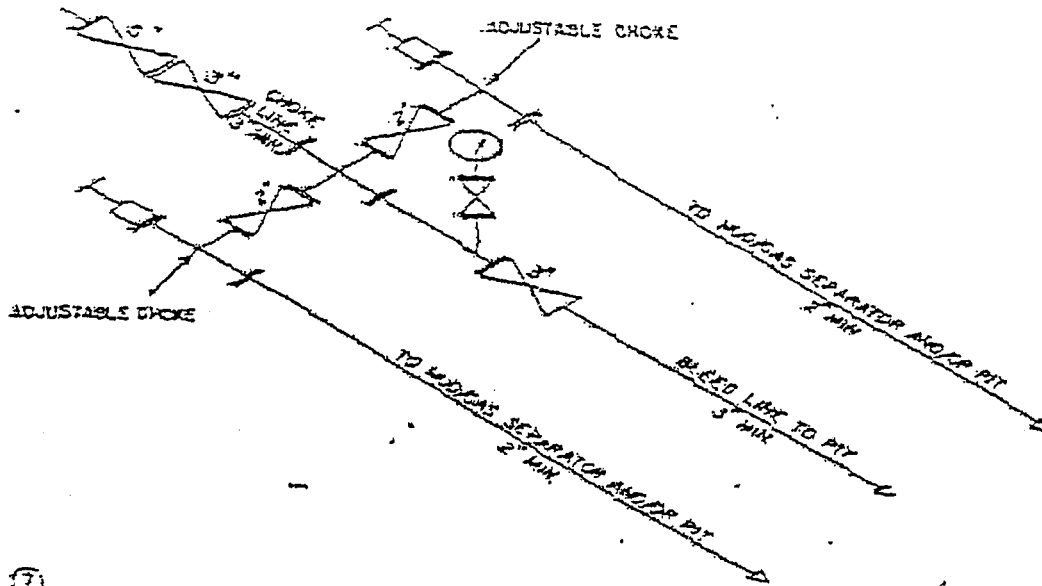 ADJUSTABLE CHOKE
3"
CHOKE
LINE
3" MIN
2"
2"
3"
ADJUSTABLE CHOKE
TO MUD/GAS SEPARATOR AND/OR PIT
2" MIN
BLEED LINE TO PIT
3" MIN
TO MUD/GAS SEPARATOR AND/OR PIT
2" MIN.